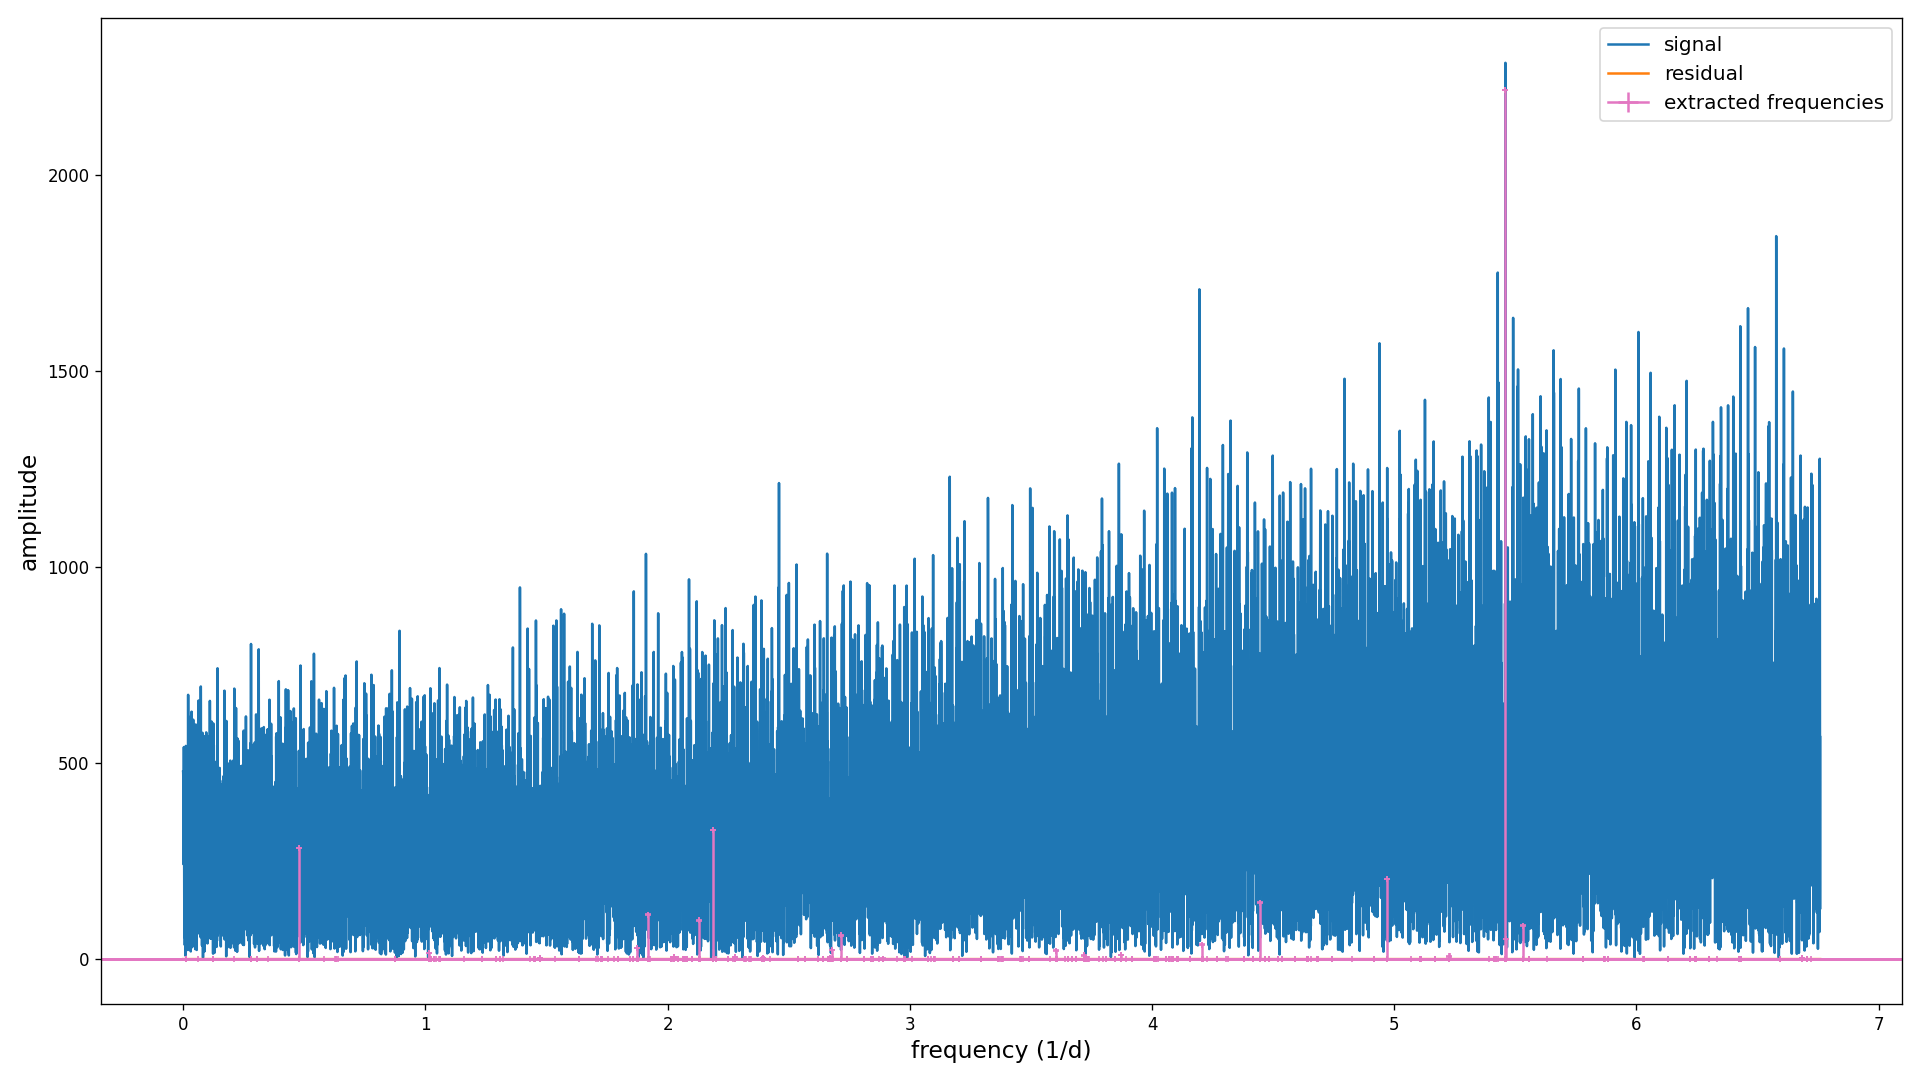 signal
residual
extracted frequencies
amplitude
2000
1500
1000
500
0
0 1 2 3 4 5 6 7
frequency (1/d)